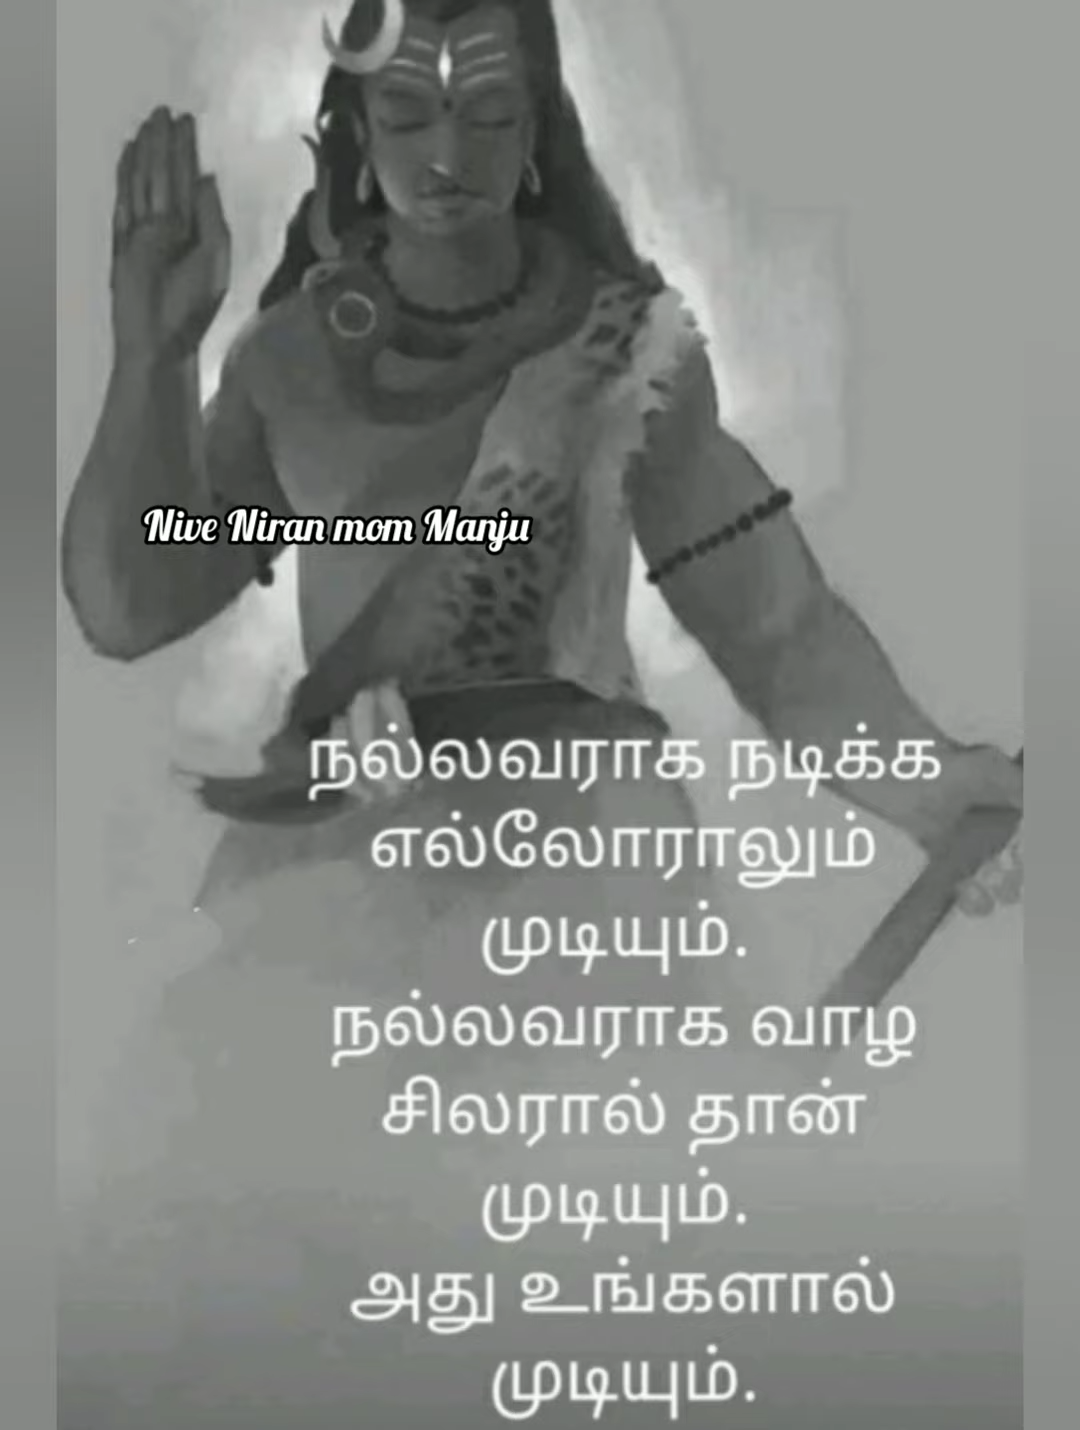 Nive Niran mom Manju
நல்லவராக நடிக்க
எல்லோராலும்
முடியும்.
நல்லவராக வாழ
சிலரால் தான்
முடியும்.
அது உங்களால்
முடியும்.